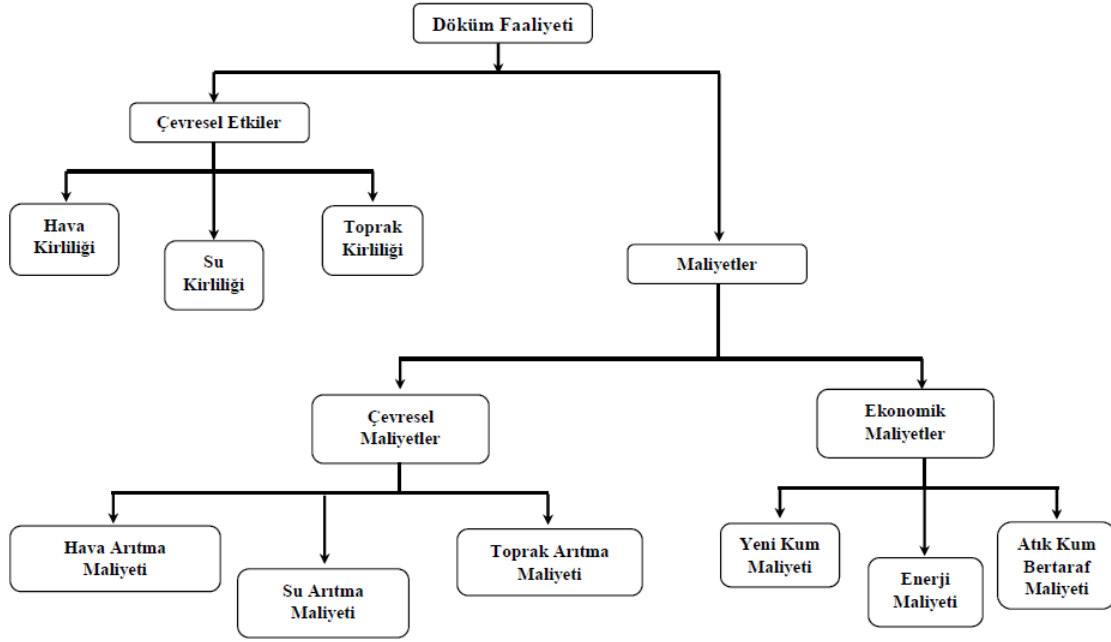 Döküm Faaliyeti
Çevresel Etkiler
Hava
Kirliliği
Su
Kirliliği
Toprak
Kirliliği
Maliyetler
Çevresel
Maliyetler
Ekonomik
Maliyetler
Hava Arıtma
Maliyeti
Su Arıtma
Maliyeti
Toprak Arıtma
Maliyeti
Yeni Kum
Maliyeti
Enerji
Maliyeti
Atık Kum
Bertaraf
Maliyeti